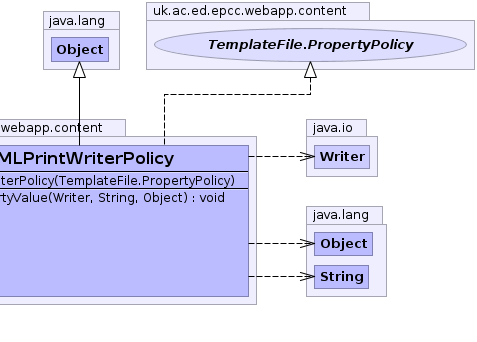 java.lang
Object
uk.ac.ed.epcc.webapp.content
TemplateFile.PropertyPolicy
webapp.content
MLPrintWriterPolicy
terPolicy(TemplateFile.PropertyPolicy)
rtyValue(Writer, String, Object) : void
java.io
Writer
java.lang
Object
String